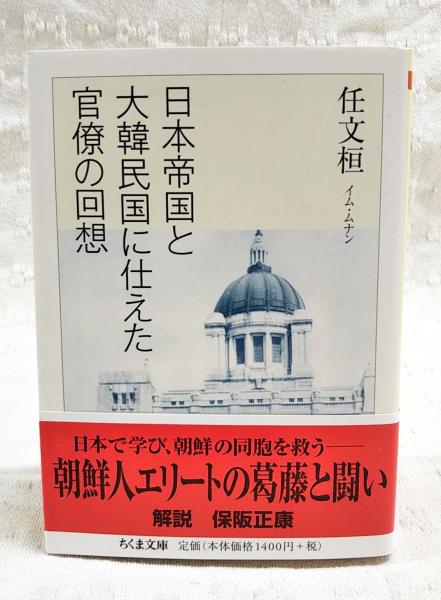 日本帝国と
大韓民国に仕えた
官僚の回想
任文桓
イム・ムナン
日本で学び、朝鮮の同胞を救う——
朝鮮人エリートの葛藤と闘い
解説 保阪正康
ちくま文庫 定価(本体価格1400円+税)